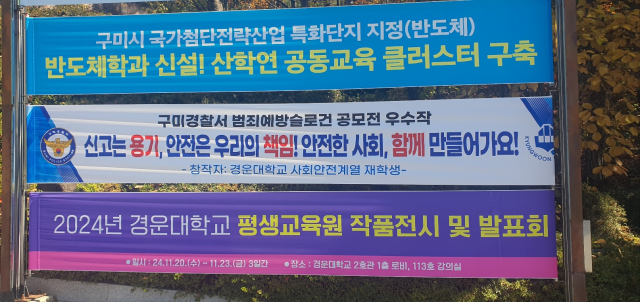 구미시 국가첨단전략산업 특화단지 지정(반도체)
반도체학과 신설! 산학연 공동교육 클러스터 구축
구미경찰서 범죄예방슬로건 공모전 우수작
신고는 용기, 안전은 우리의 책임! 안전한 사회, 함께 만들어가요!
- 창작자: 경운대학교 사회안전계열 재학생-
KYUNGWOON
2024년 경운대학교 평생교육원 작품전시 및 발표회
●일시 : 24.11.20.(수) ~ 11.23.(금) 3일간 ●장소 : 경운대학교 2호관 1층 로비, 113호 강의실